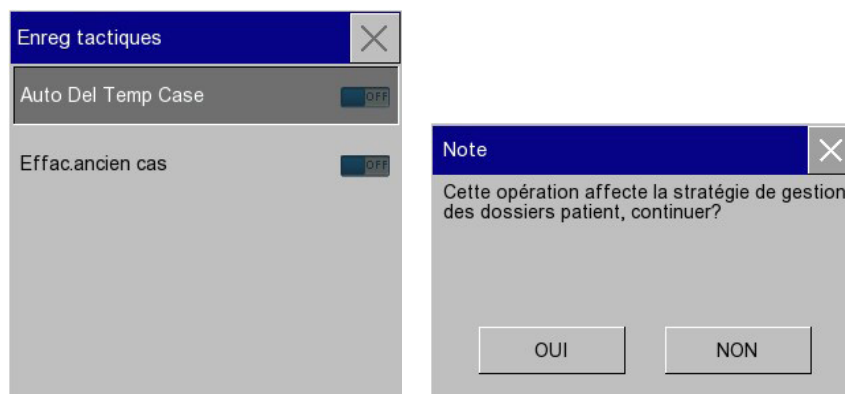 Enreg tactiques
Auto Del Temp Case
OFF
Effac.ancien cas
OFF
Note
Cette opération affecte la stratégie de gestion
des dossiers patient, continuer?
OUI
NON